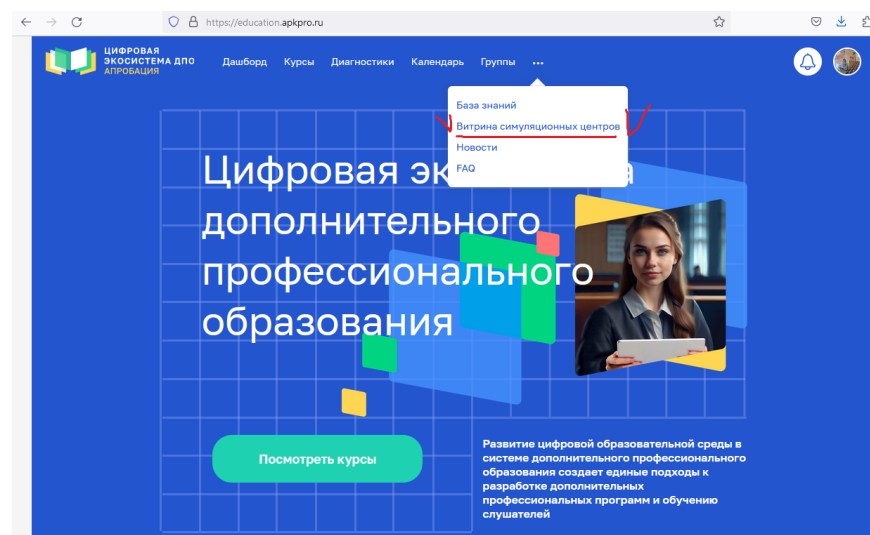 https://education.apkpro.ru
ЦИФРОВАЯ
ЭКОСИСТЕМА ДПО
АПРОБАЦИЯ
Дашборд Курсы Диагностики Календарь Группы ...
База знаний
Витрина симуляционных центров
Новости
FAQ
Цифровая эк а
дополнительного
профессионального
образования
Посмотреть курсы
Развитие цифровой образовательной среды в
системе дополнительного профессионального
образования создает единые подходы к
разработке дополнительных
профессиональных программ и обучению
слушателей